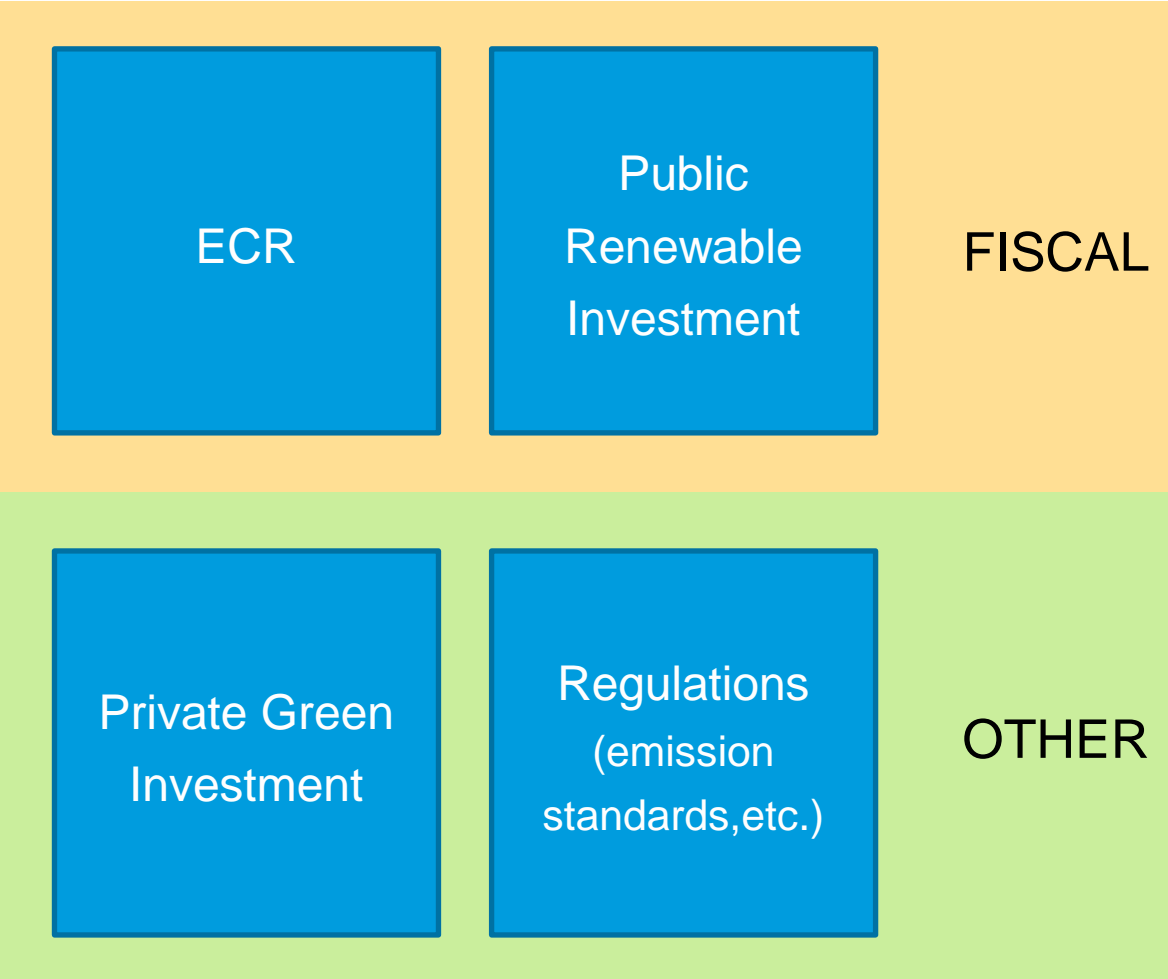 ECR
Public
Renewable
Investment
FISCAL
Private Green
Investment
Regulations
(emission
standards,etc.)
OTHER